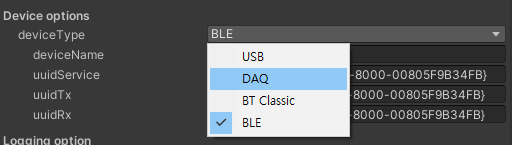 Device options
deviceType BLE
deviceName USB
uuidService DAQ -8000-00805F9B34FB}
uuidTx BT Classic -8000-00805F9B34FB}
uuidRx BLE -8000-00805F9B34FB}
Logging option